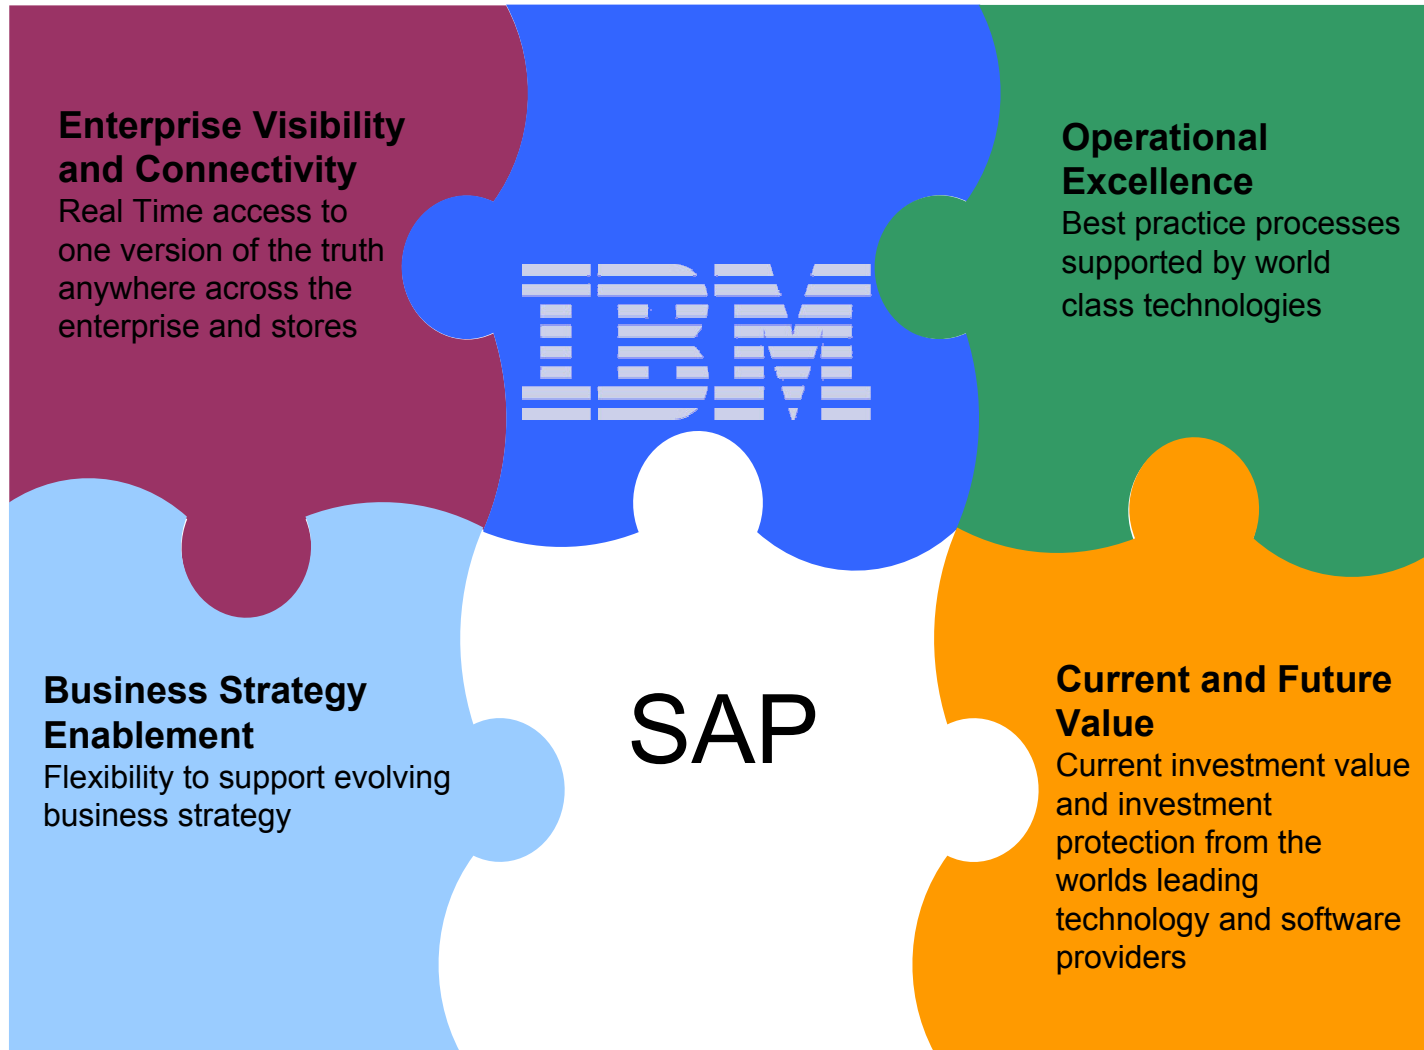 Enterprise Visibility
and Connectivity
Real Time access to
one version of the truth
anywhere across the
enterprise and stores
IBM
Operational
Excellence
Best practice processes
supported by world
class technologies
Business Strategy
Enablement
Flexibility to support evolving
business strategy
SAP
Current and Future
Value
Current investment value
and investment
protection from the
worlds leading
technology and software
providers